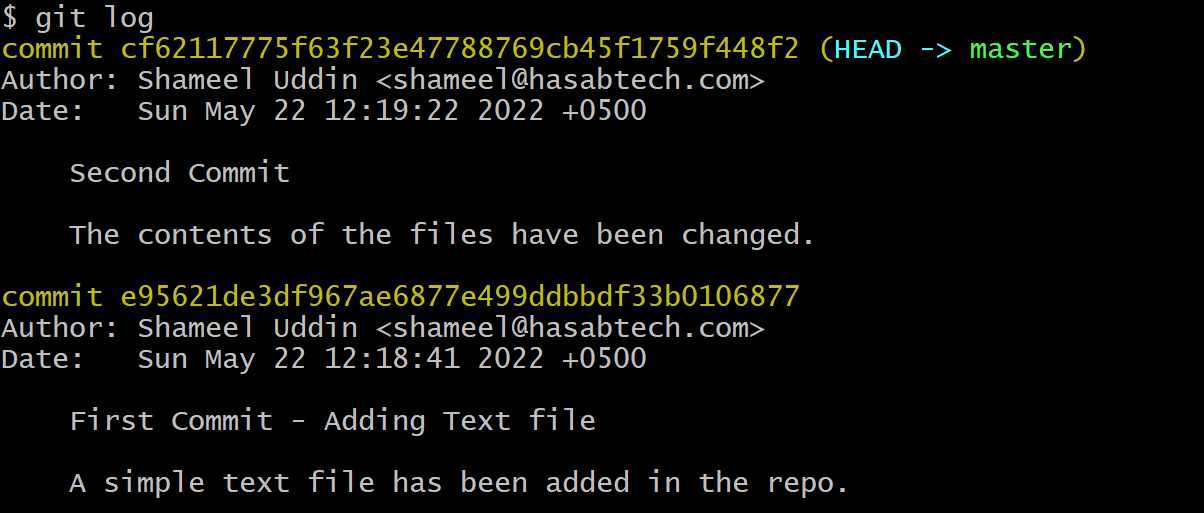 $ git log
commit cf62117775f63f23e47788769cb45f1759f448f2 (HEAD -> master)
Author: Shameel Uddin <shameel@hasabtech.com>
Date:   Sun May 22 12:19:22 2022 +0500
Second Commit
The contents of the files have been changed.
commit e95621de3df967ae6877e499ddbbdf33b0106877
Author: Shameel Uddin <shameel@hasabtech.com>
Date:   Sun May 22 12:18:41 2022 +0500
First Commit - Adding Text file
A simple text file has been added in the repo.